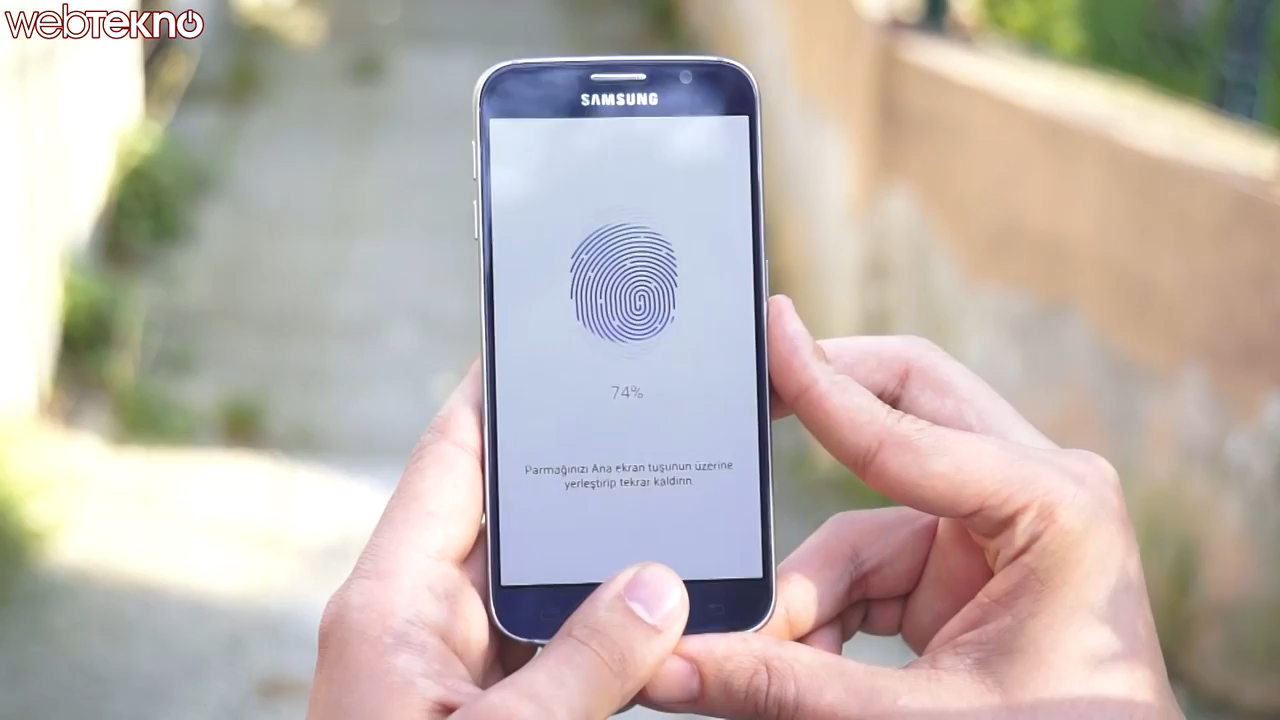 webtekno
SAMSUNG
74%
Parmağınızı Ana ekran tuşunun üzerine
yerleştirip tekrar kaldırın.